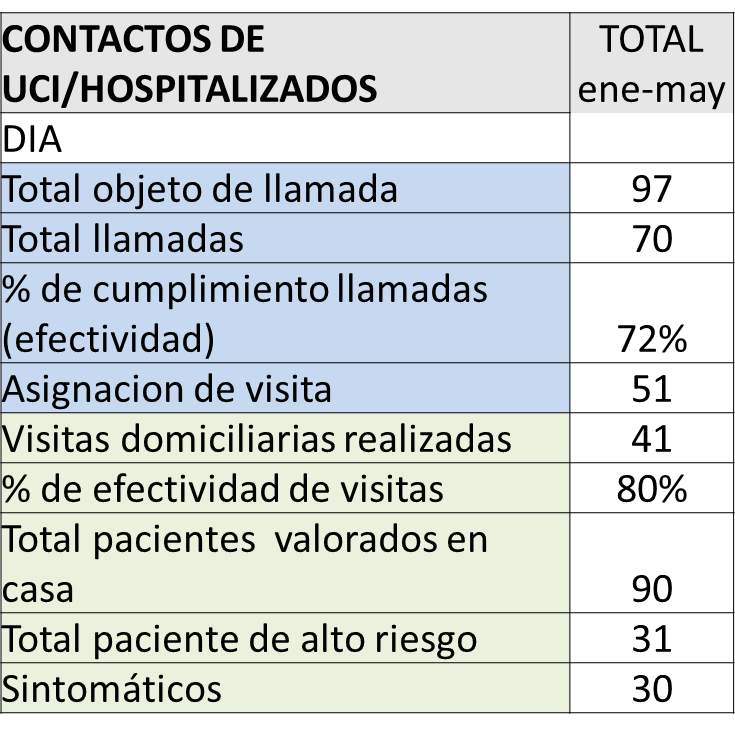 CONTACTOS DE
UCI/HOSPITALIZADOS
TOTAL
ene-may
DIA
Total objeto de llamada 97
Total llamadas 70
% de cumplimiento llamadas
(efectividad) 72%
Asignacion de visita 51
Visitas domiciliarias realizadas 41
% de efectividad de visitas 80%
Total pacientes valorados en
casa 90
Total paciente de alto riesgo 31
Sintomáticos 30